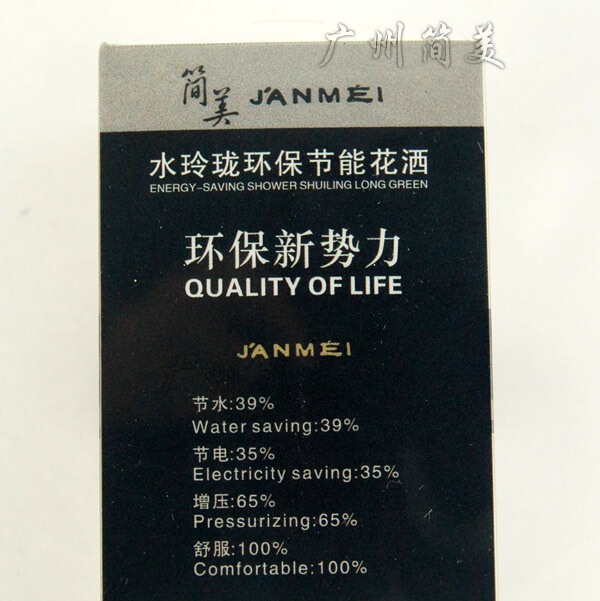 广州简美
简美 JANMEI
水玲珑环保节能花洒
ENERGY-SAVING SHOWER SHUILING LONG GREEN
环保新势力
QUALITY OF LIFE
JANMEI
节水:39%
Water saving:39%
节电:35%
Electricity saving:35%
增压:65%
Pressurizing:65%
舒服:100%
Comfortable:100%